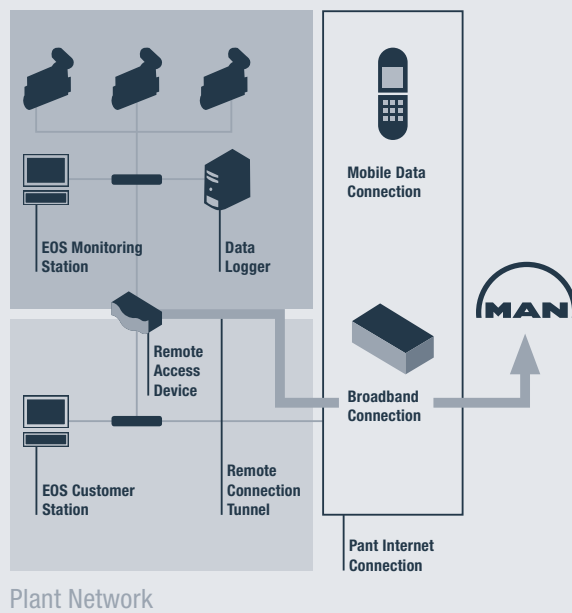 Mobile Data
Connection
EOS Monitoring
Station
Data
Logger
MAN
Remote
Access
Device
Broadband
Connection
EOS Customer
Station
Remote
Connection
Tunnel
Pant Internet
Connection
Plant Network